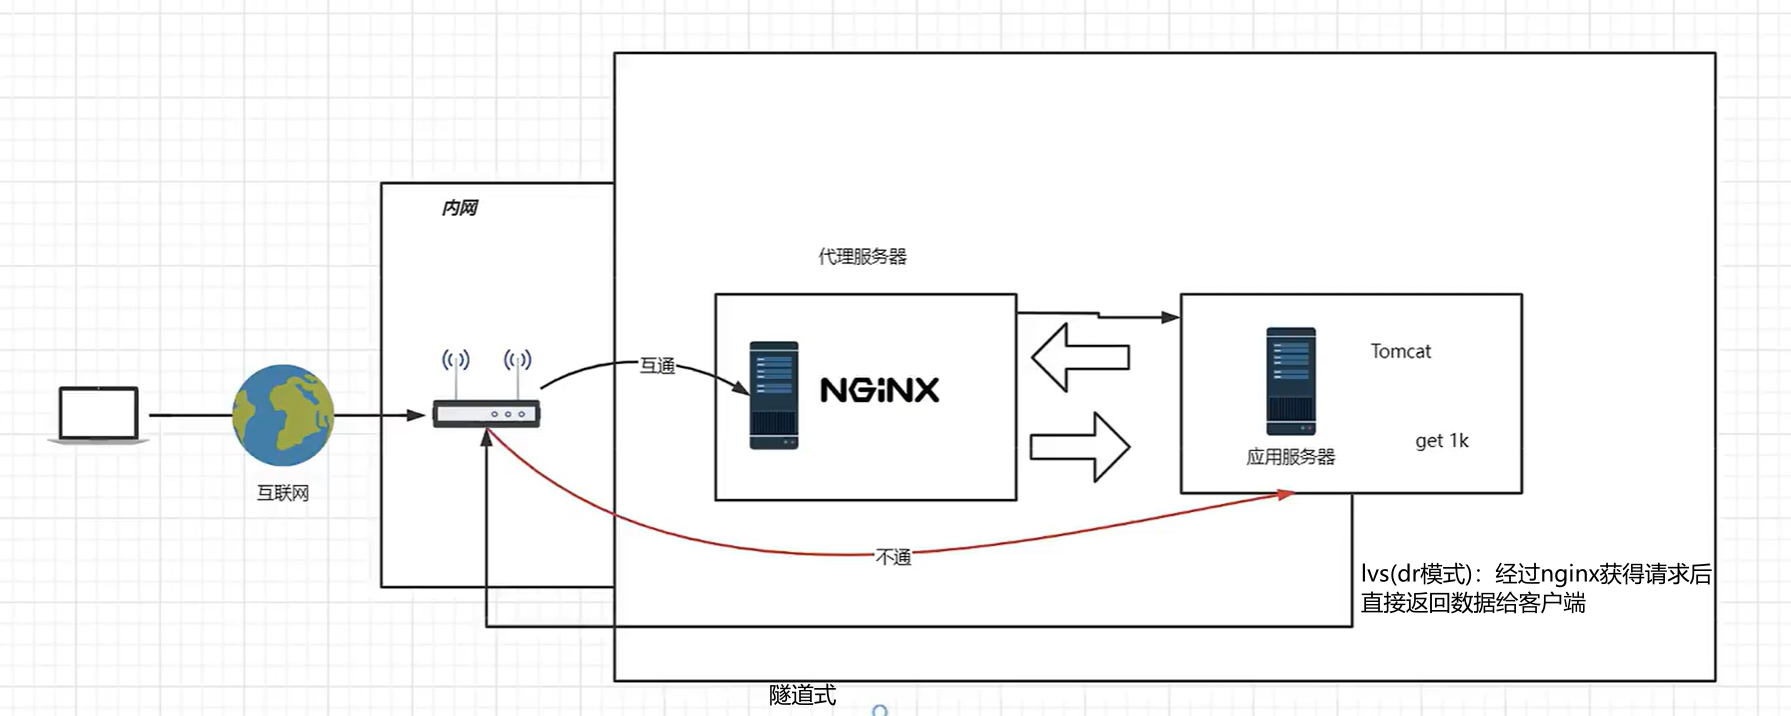 内网
代理服务器
互通
NGiNX
Tomcat
get 1k
应用服务器
互联网
不通
lvs(dr模式)：经过nginx获得请求后
直接返回数据给客户端
隧道式